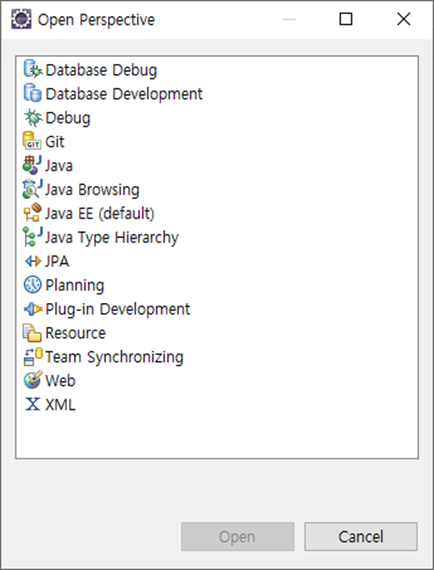 Open Perspective
Database Debug
Database Development
Debug
Git
Java
Java Browsing
Java EE (default)
Java Type Hierarchy
JPA
Planning
Plug-in Development
Resource
Team Synchronizing
Web
XML
Open
Cancel